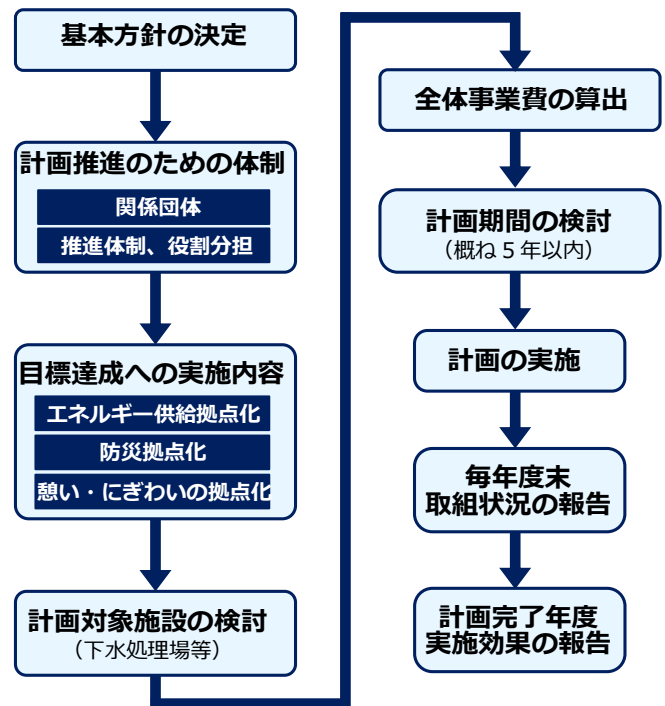 基本方針の決定
計画推進のための体制
関係団体
推進体制、役割分担
目標達成への実施内容
エネルギー供給拠点化
防災拠点化
憩い・にぎわいの拠点化
計画対象施設の検討
（下水処理場等）
全体事業費の算出
計画期間の検討
（概ね５年以内）
計画の実施
毎年度末
取組状況の報告
計画完了年度
実施効果の報告